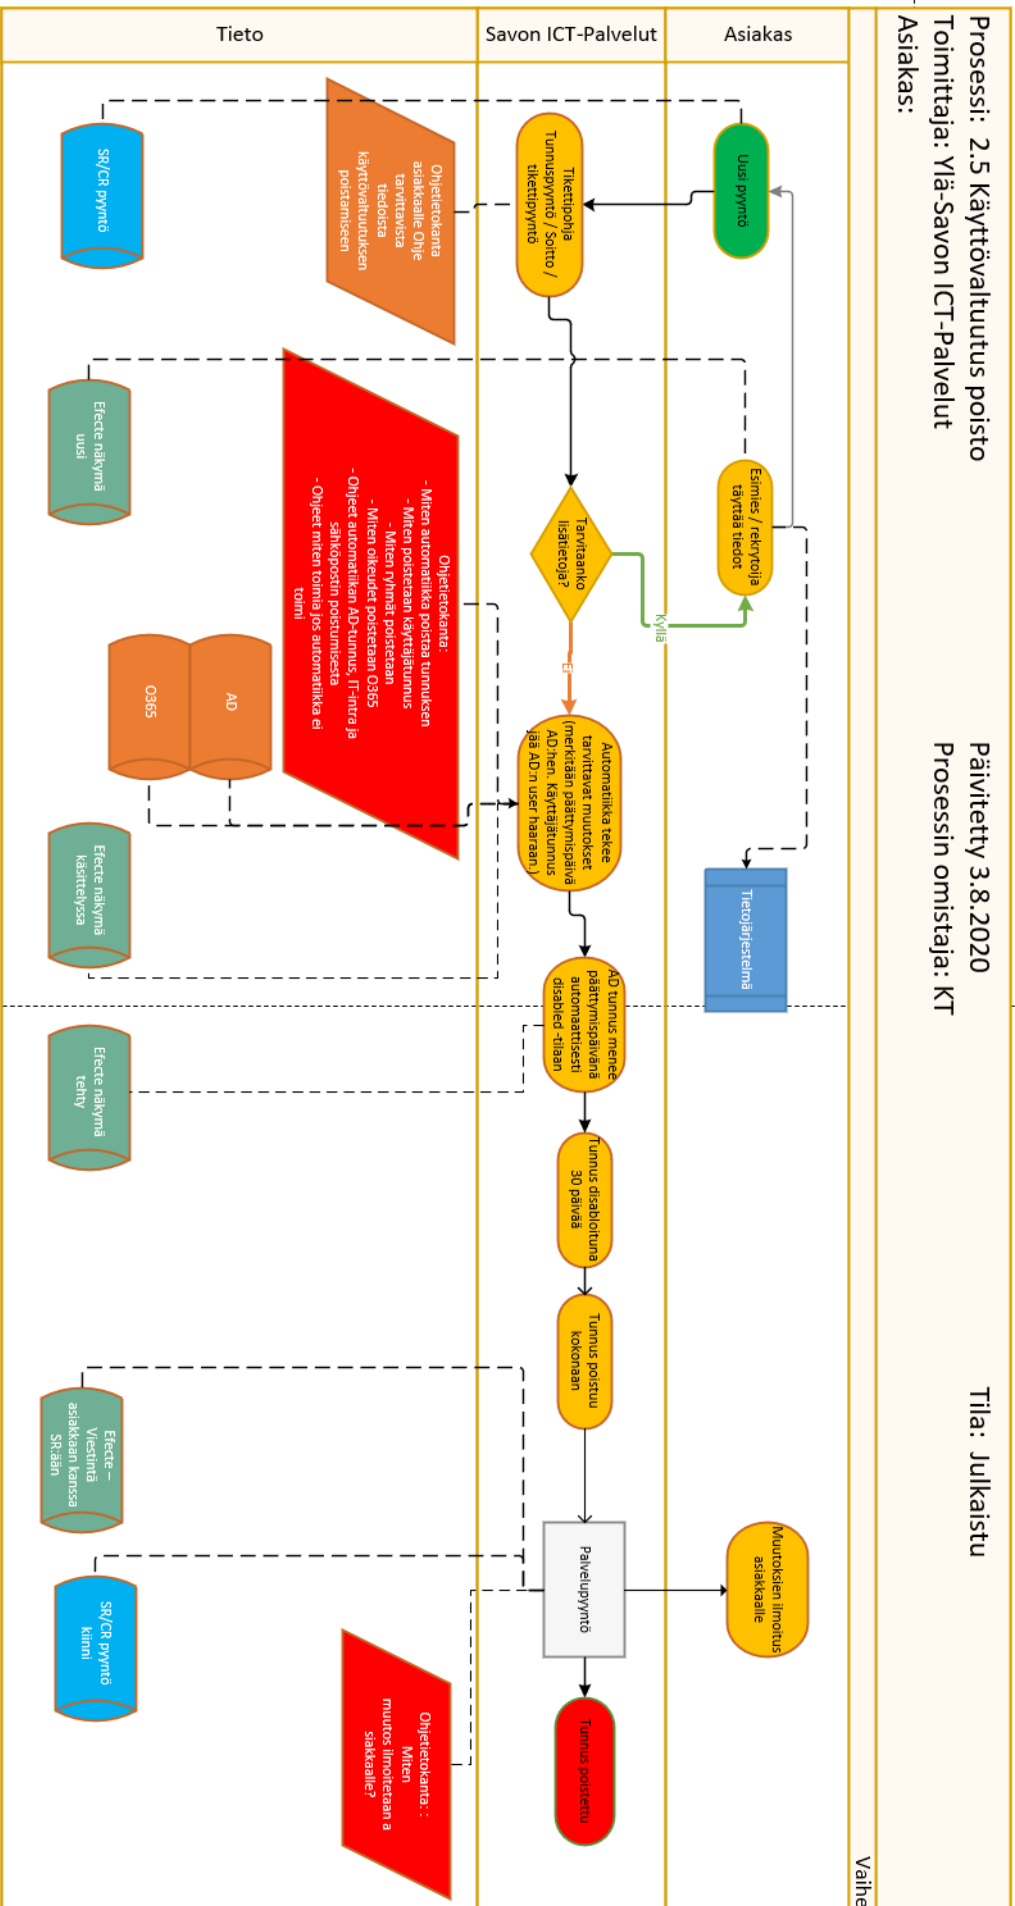 Prosessi: 2.5 Käyttövaltuutus poisto
Toimittaja: Ylä-Savon ICT-Palvelut
Asiakas:
Päivitetty 3.8.2020
Prosessin omistaja: KT
Tila: Julkaistu
Vaihe
Asiakas
Uusi pyyntö
Esimies / rekrytoija
täyttää tiedot
Tietojärjestelmä
Muutoksien ilmoitus
asiakkaalle
Savon ICT-Palvelut
Tikettipohja
Tunnuspyyntö / Soitto /
tikettipyyntö
Tarvitaanko
lisätietoja?
Kyllä
Ei
Automatiikka tekee
tarvittavat muutokset
(merkitään päättymispäivä
AD:hen. Käyttäjätunnus
jää AD:n user haaraan.)
AD tunnus menee
päättymispäivänä
automaattisesti
disabled -tilaan
Tunnus disabloituna
30 päivää
Tunnus poistuu
kokonaan
Palvelupyyntö
Tunnus poistettu
Tieto
Ohjetietokanta
asiakkaalle Ohje
tarvittavista
tiedoista
käyttövaltuutuksen
poistamiseen
Ohjetietokanta:
- Miten automatiikka poistaa tunnuksen
- Miten poistetaan käyttäjätunnus
- Miten ryhmät poistetaan
- Miten oikeudet poistetaan O365
- Ohjeet automatiikan AD-tunnus, IT-intra ja
sähköpostin poistumisesta
- Ohjeet miten toimia jos automatiikka ei
toimi
Ohjetietokanta: :
Miten
muutos ilmoitetaan a
siakkaalle?
SR/CR pyyntö
Efecte näkymä
uusi
AD
O365
Efecte näkymä
käsittelyssa
Efecte näkymä
tehty
Efecte –
Viestintä
asiakkaan kanssa
SR:ään
SR/CR pyyntö
kiinni